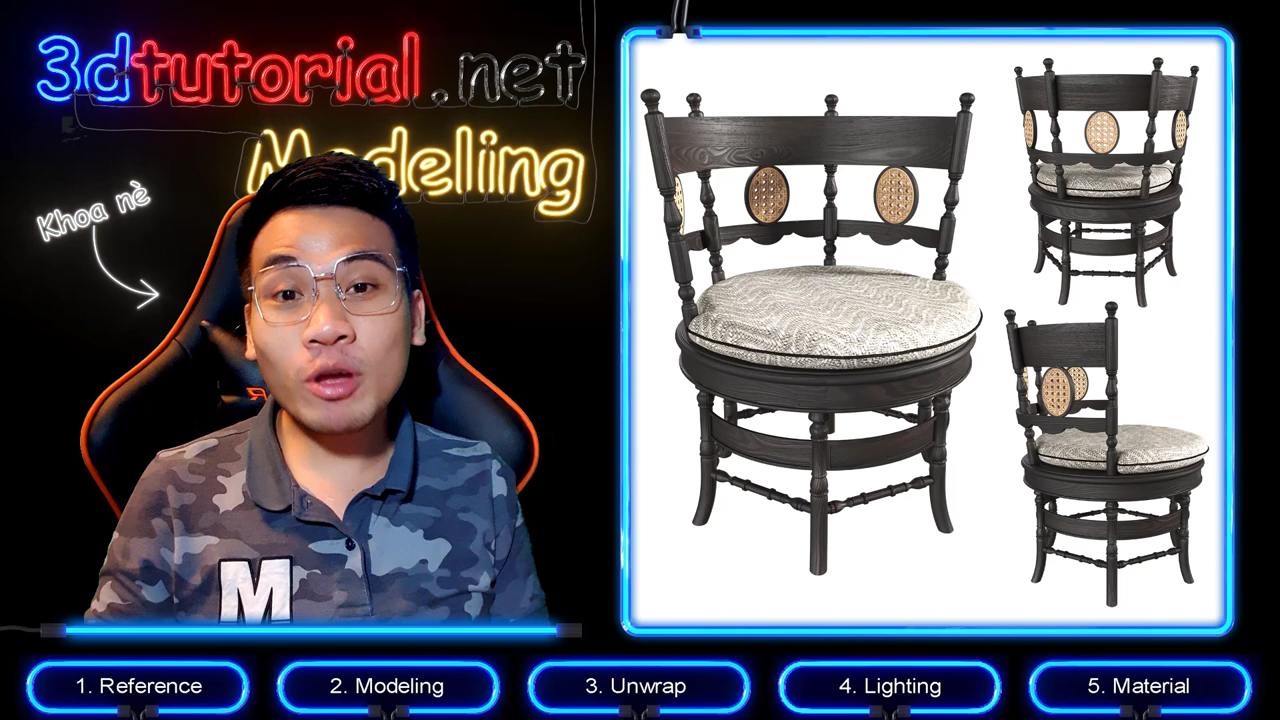 3dtutorial.net
Modeling
Khoa nè
M
1. Reference
2. Modeling
3. Unwrap
4. Lighting
5. Material